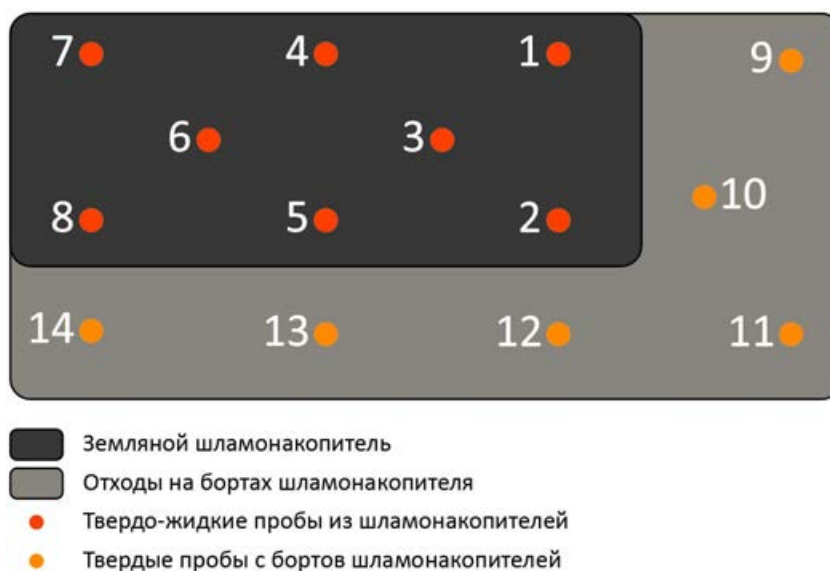 7 4 1 9
6 3
10
8 5 2
14 13 12 11
Земляной шламонакопитель
Отходы на бортах шламонакопителя
Твердо-жидкие пробы из шламонакопителей
Твердые пробы с бортов шламонакопителей